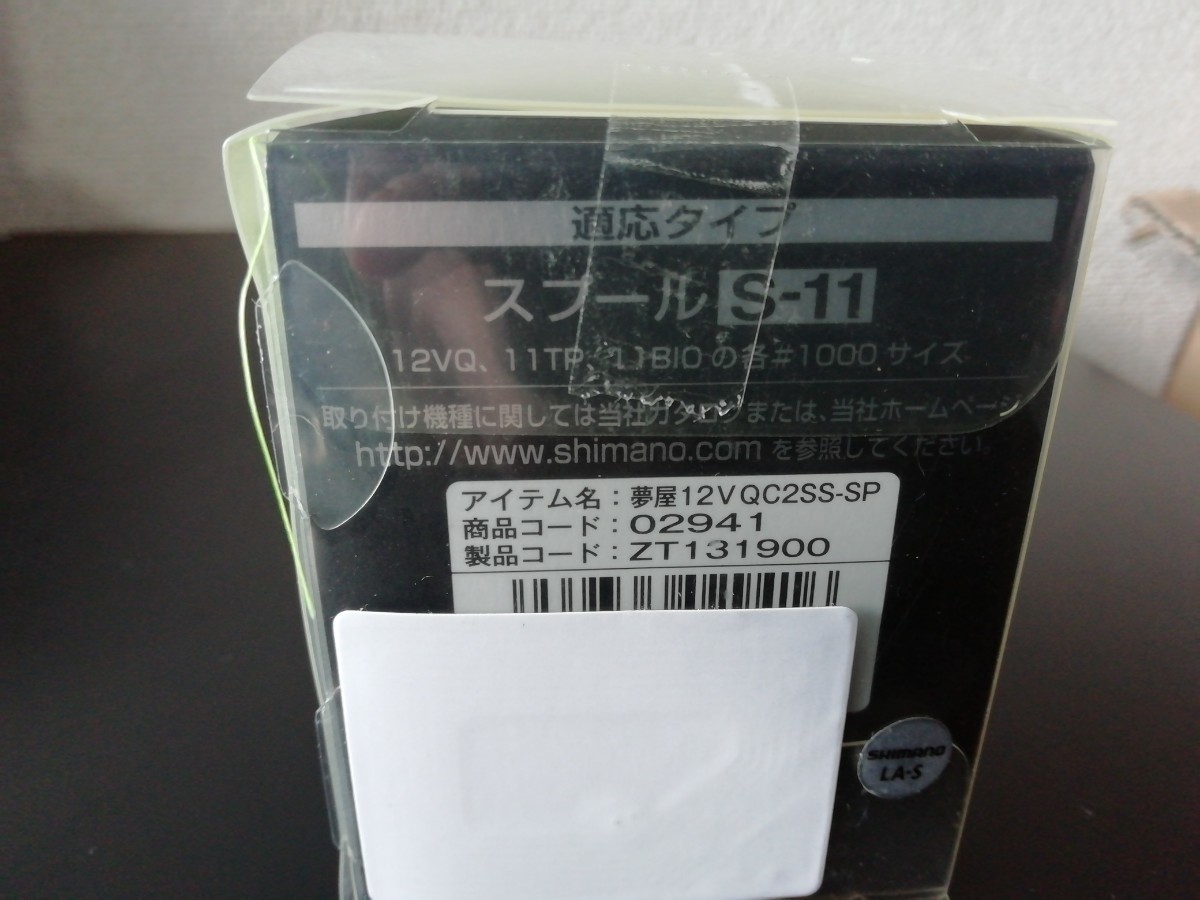 適応タイプ
スプール S-11
12VQ、11TP、11BIOの各#1000サイズ
取り付け機種に関しては当社カタログまたは、当社ホームページ
http://www.shimano.com を参照してください。
アイテム名：夢屋12VQC2SS-SP
商品コード：02941
製品コード：ZT131900
SHIMANO
LA-S